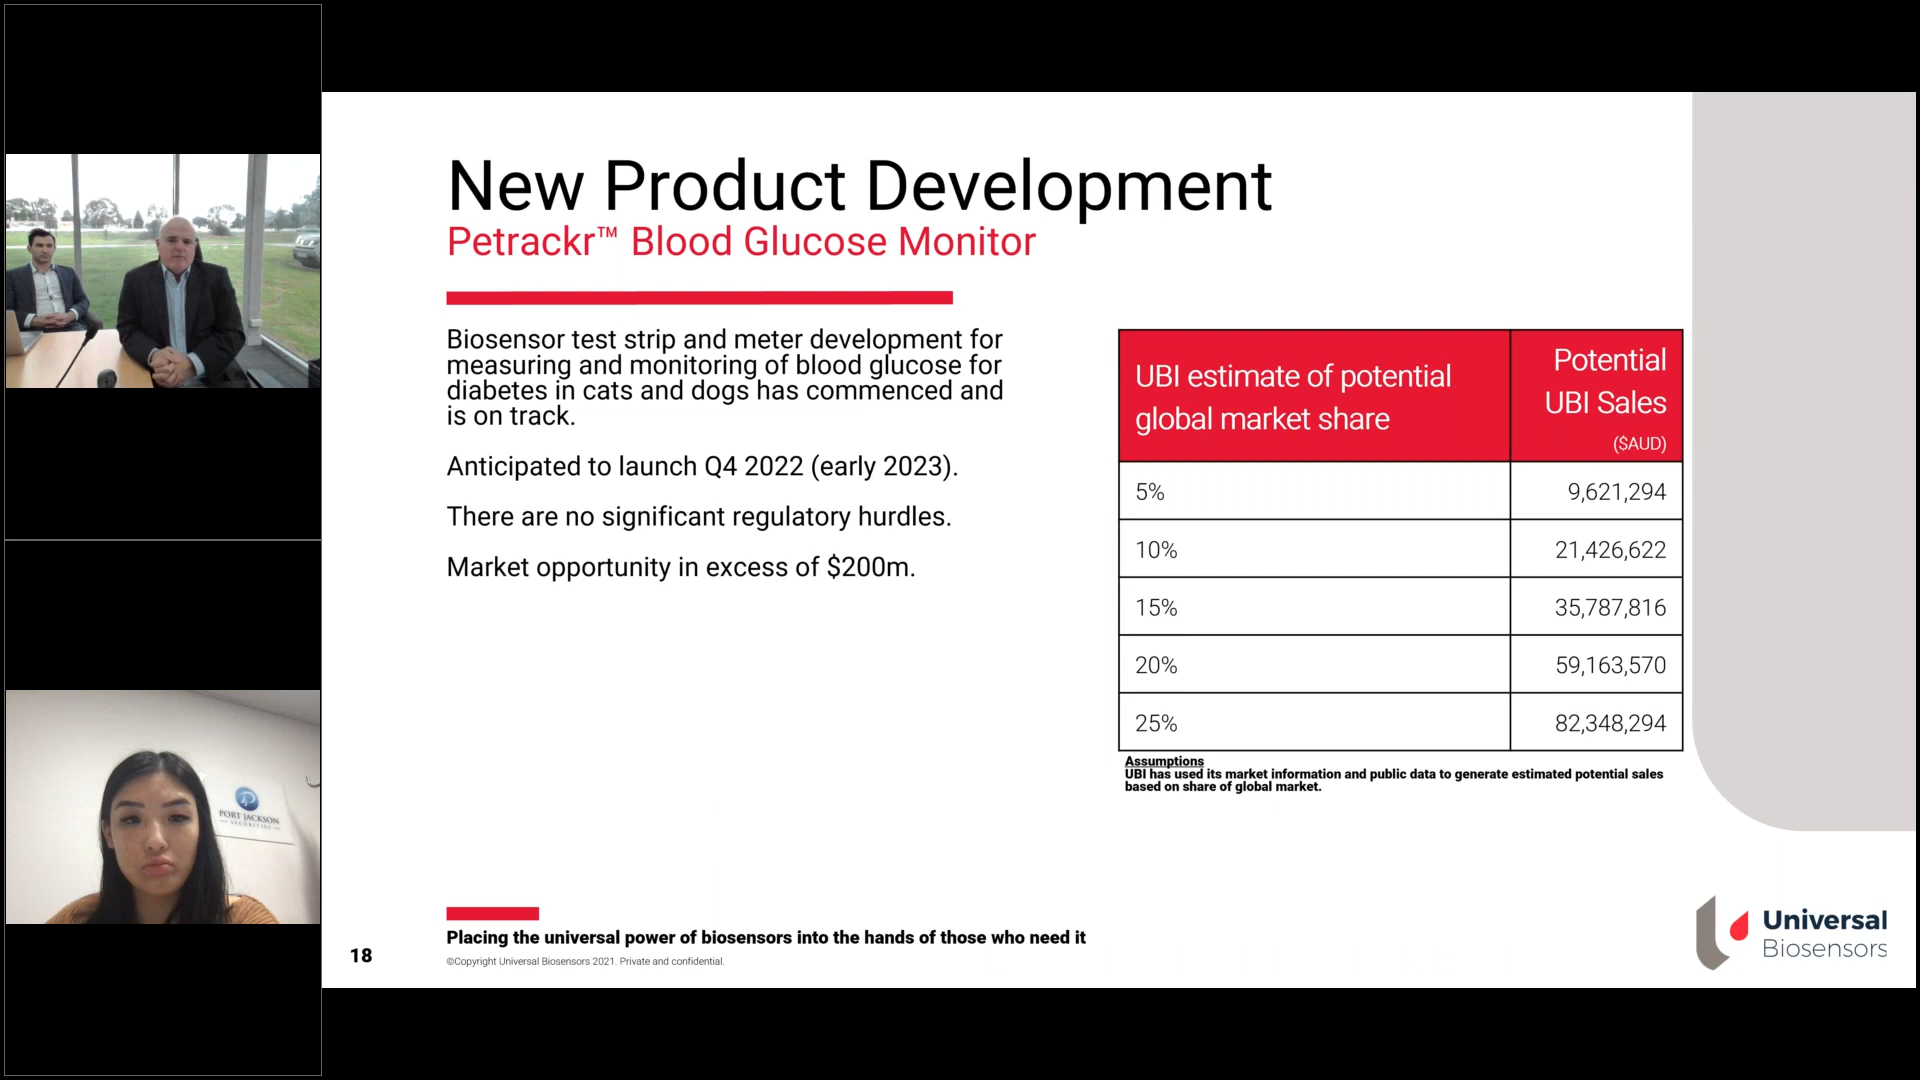 New Product Development
Petrackr™ Blood Glucose Monitor
Biosensor test strip and meter development for
measuring and monitoring of blood glucose for
diabetes in cats and dogs has commenced and
is on track.
Anticipated to launch Q4 2022 (early 2023).
There are no significant regulatory hurdles.
Market opportunity in excess of $200m.
UBI estimate of potential
global market share
Potential
UBI Sales
($AUD)
5% 9,621,294
10% 21,426,622
15% 35,787,816
20% 59,163,570
25% 82,348,294
Assumptions
UBI has used its market information and public data to generate estimated potential sales
based on share of global market.
PORT JACKSON
SECURITIES
Placing the universal power of biosensors into the hands of those who need it
18
©Copyright Universal Biosensors 2021. Private and confidential.
Universal
Biosensors